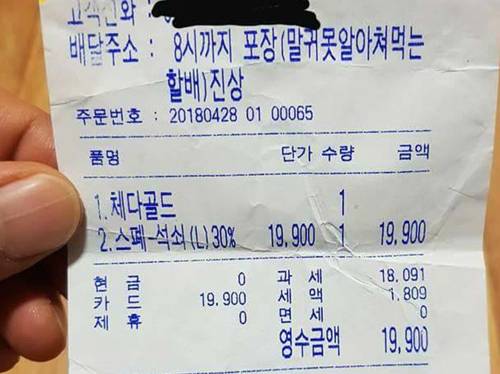 고객전화 :
배달주소 : 8시까지 포장(말귀못알아쳐먹는
할배)진상
주문번호 : 20180428 01 00065
품명 단가 수량 금액
1.체다골드 1
2.스페-석쇠(L)30% 19,900 1 19,900
현 금 0 과 세 18,091
카 드 19,900 세 액 1,809
제 휴 0 면 세 0
영수금액 19,900